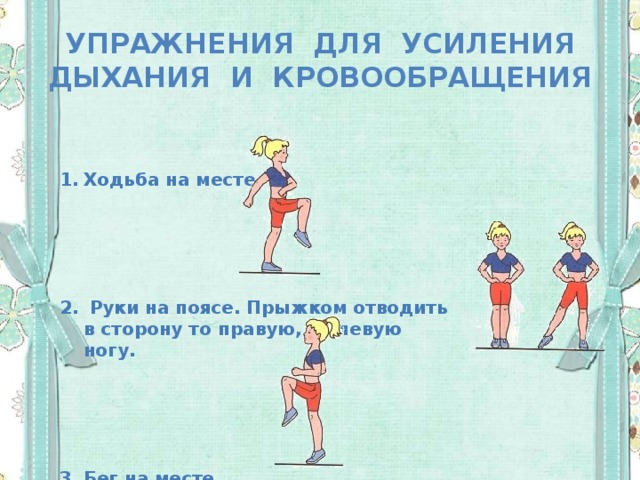 УПРАЖНЕНИЯ ДЛЯ УСИЛЕНИЯ
ДЫХАНИЯ И КРОВООБРАЩЕНИЯ
1. Ходьба на месте
2. Руки на поясе. Прыжком отводить
в сторону то правую, левую
ногу.
3. Бег на месте